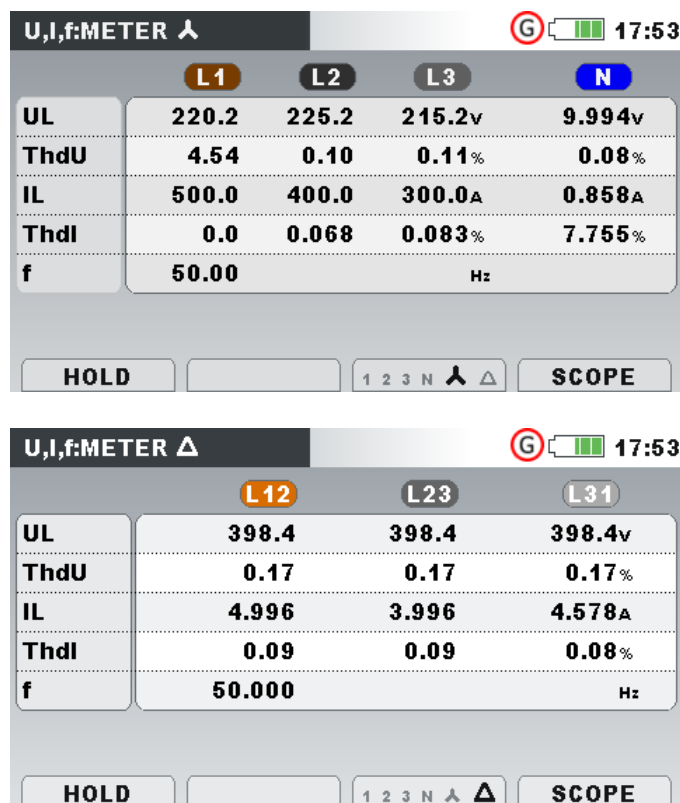 U,I,f:METER G 17:53
L1 L2 L3 N
UL 220.2 225.2 215.2V 9.994V
ThdU 4.54 0.10 0.11% 0.08%
IL 500.0 400.0 300.0A 0.858A
ThdI 0.0 0.068 0.083% 7.755%
f 50.00 Hz
HOLD 1 2 3 N ⅄ Δ SCOPE
U,I,f:METER Δ G 17:53
L12 L23 L31
UL 398.4 398.4 398.4V
ThdU 0.17 0.17 0.17%
IL 4.996 3.996 4.578A
ThdI 0.09 0.09 0.08%
f 50.000 Hz
HOLD 1 2 3 N ⅄ Δ SCOPE